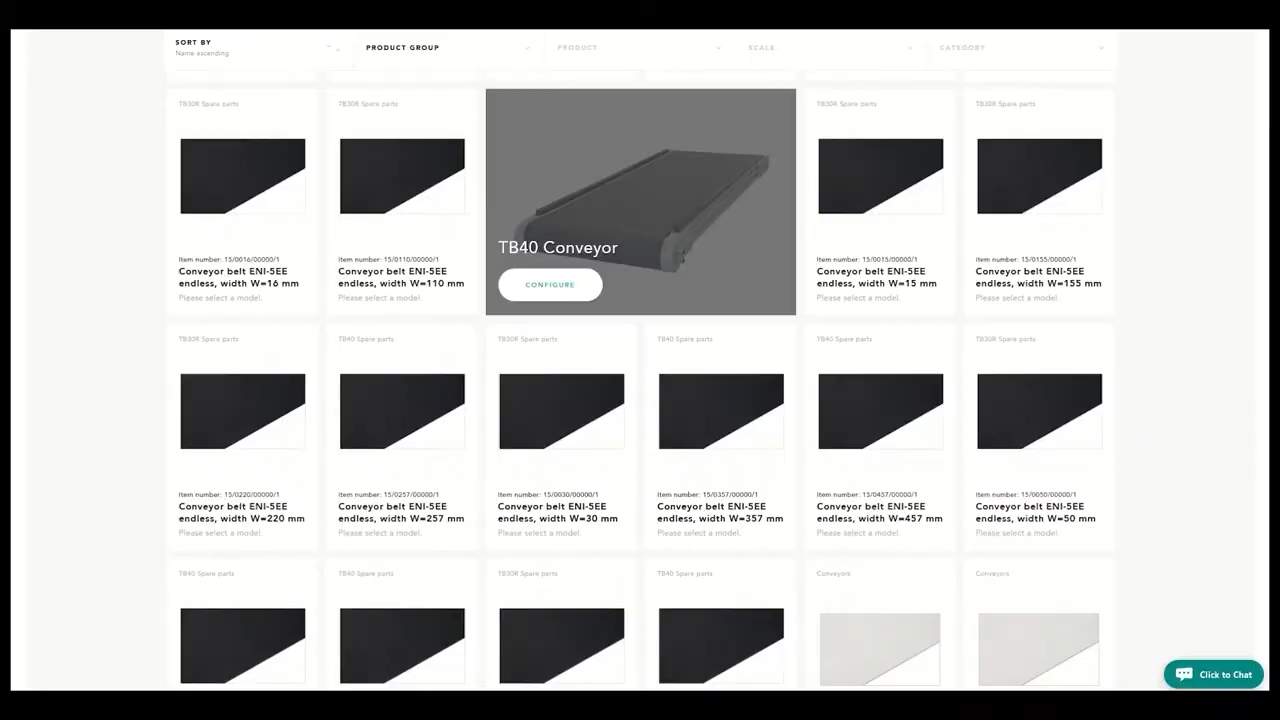 SORT BY
Name ascending
PRODUCT GROUP
PRODUCT
SCALE
CATEGORY
TB30R Spare parts
Item number: 15/0016/00000/1
Conveyor belt ENI-5EE
endless, width W=16 mm
Please select a model.
TB30R Spare parts
Item number: 15/0110/00000/1
Conveyor belt ENI-5EE
endless, width W=110 mm
Please select a model.
TB40 Conveyor
CONFIGURE
TB30R Spare parts
Item number: 15/0015/00000/1
Conveyor belt ENI-5EE
endless, width W=15 mm
Please select a model.
TB30R Spare parts
Item number: 15/0155/00000/1
Conveyor belt ENI-5EE
endless, width W=155 mm
Please select a model.
TB30R Spare parts
Item number: 15/0220/00000/1
Conveyor belt ENI-5EE
endless, width W=220 mm
Please select a model.
TB40 Spare parts
Item number: 15/0257/00000/1
Conveyor belt ENI-5EE
endless, width W=257 mm
Please select a model.
TB30R Spare parts
Item number: 15/0030/00000/1
Conveyor belt ENI-5EE
endless, width W=30 mm
Please select a model.
TB40 Spare parts
Item number: 15/0357/00000/1
Conveyor belt ENI-5EE
endless, width W=357 mm
Please select a model.
TB40 Spare parts
Item number: 15/0457/00000/1
Conveyor belt ENI-5EE
endless, width W=457 mm
Please select a model.
TB30R Spare parts
Item number: 15/0050/00000/1
Conveyor belt ENI-5EE
endless, width W=50 mm
Please select a model.
TB40 Spare parts
TB40 Spare parts
TB30R Spare parts
TB40 Spare parts
Conveyors
Conveyors
Click to Chat